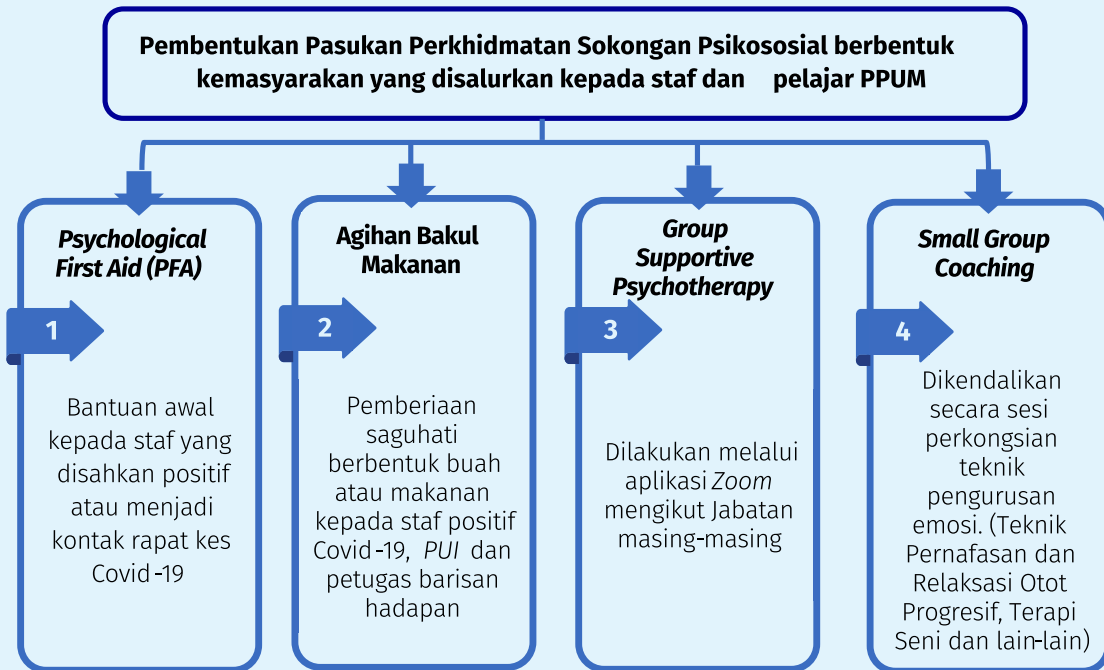 Pembentukan Pasukan Perkhidmatan Sokongan Psikososial berbentuk
kemasyarakan yang disalurkan kepada staf dan pelajar PPUM
Psychological
First Aid (PFA)
1
Bantuan awal
kepada staf yang
disahkan positif
atau menjadi
kontak rapat kes
Covid-19
Agihan Bakul
Makanan
2
Pemberiaan
saguhati
berbentuk buah
atau makanan
kepada staf positif
Covid-19, PUI dan
petugas barisan
hadapan
Group
Supportive
Psychotherapy
3
Dilakukan melalui
aplikasi Zoom
mengikut Jabatan
masing-masing
Small Group
Coaching
4
Dikendalikan
secara sesi
perkongsian
teknik
pengurusan
emosi. (Teknik
Pernafasan dan
Relaksasi Otot
Progresif, Terapi
Seni dan lain-lain)